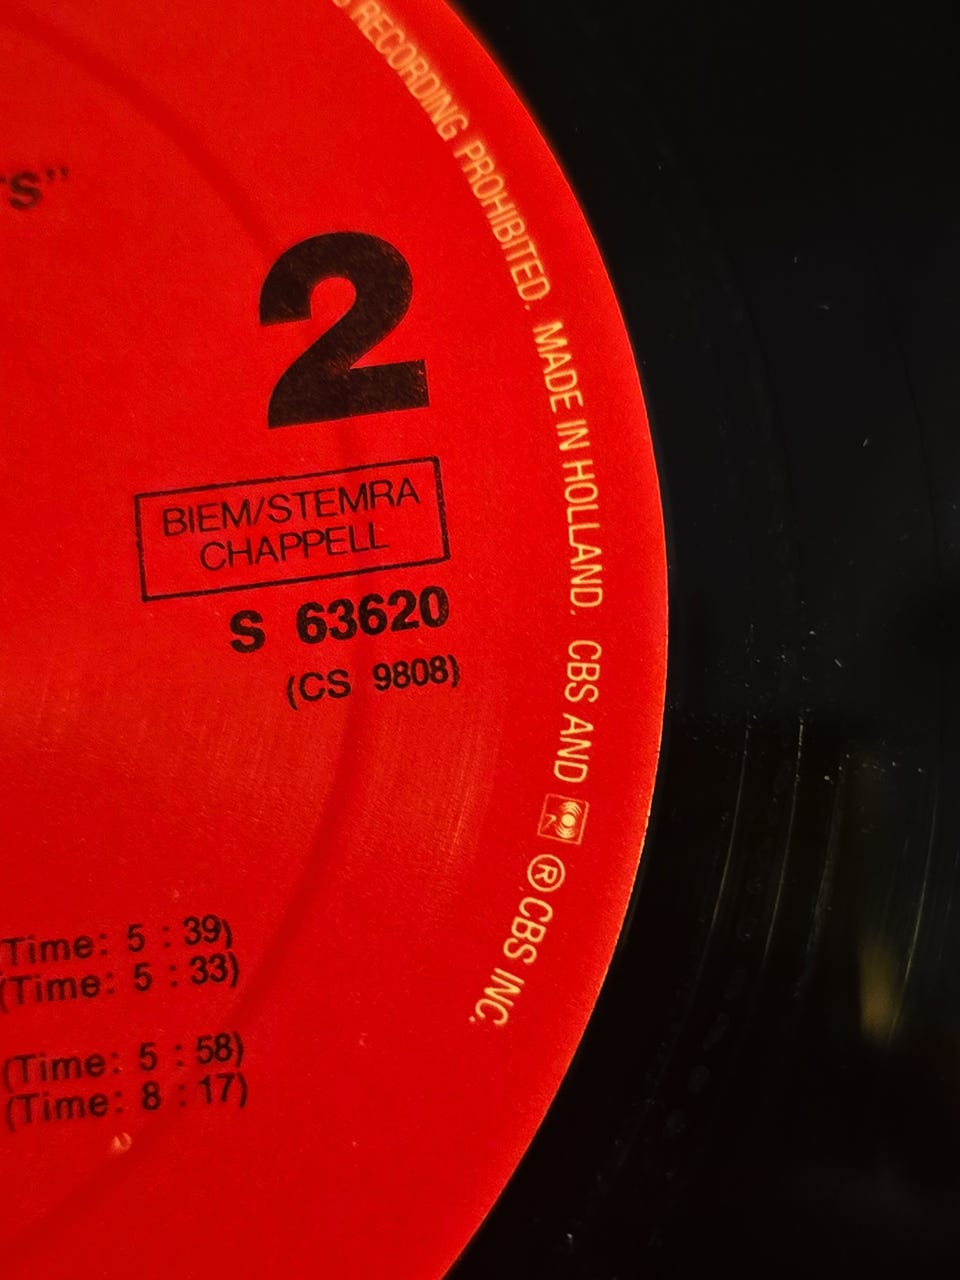 RECORDING PROHIBITED. MADE IN HOLLAND. CBS AND ® CBS INC.
S"
2
BIEM/STEMRA
CHAPPELL
S 63620
(CS 9808)
(Time: 5 : 39)
(Time: 5 : 33)
(Time: 5 : 58)
(Time: 8 : 17)